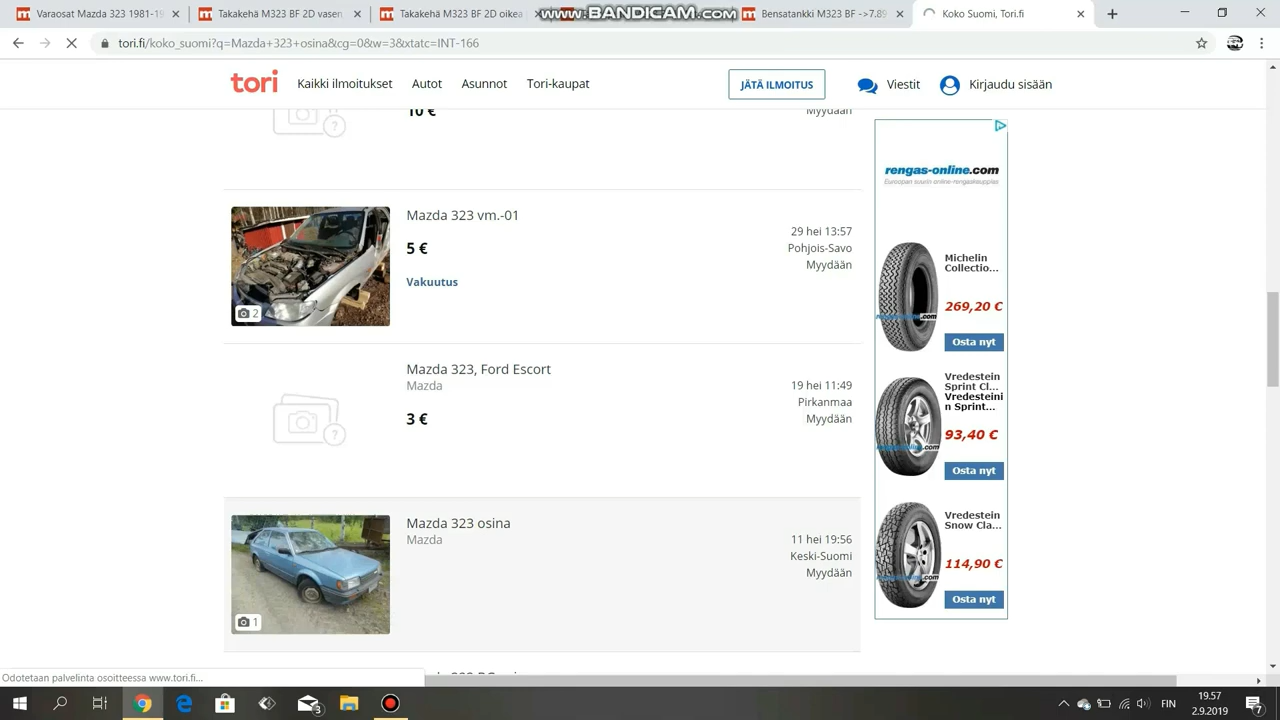 Varaosat Mazda 323 1981-19
Takakehä M323 BF 2D vasen
Takakehä M323 BF 2D oikea
www.BANDICAM.com
Bensatankki M323 BF ->7.89
Koko Suomi, Tori.fi
tori.fi/koko_suomi?q=Mazda+323+osina&cg=0&w=3&xtatc=INT-166
tori
Kaikki ilmoitukset
Autot
Asunnot
Tori-kaupat
JÄTÄ ILMOITUS
Viestit
Kirjaudu sisään
10 €
Myydään
Mazda 323 vm.-01
5 €
Vakuutus
29 hei 13:57
Pohjois-Savo
Myydään
2
Mazda 323, Ford Escort
Mazda
3 €
19 hei 11:49
Pirkanmaa
Myydään
Mazda 323 osina
Mazda
11 hei 19:56
Keski-Suomi
Myydään
1
rengas-online.com
Euroopan suurin online-rengaskauppias
Michelin
Collectio...
269,20 €
Osta nyt
Vredestein
Sprint Cl...
Vredesteini
n Sprint...
93,40 €
Osta nyt
Vredestein
Snow Cla...
114,90 €
Osta nyt
Odotetaan palvelinta osoitteessa www.tori.fi...
3
FIN
19.57
2.9.2019
7